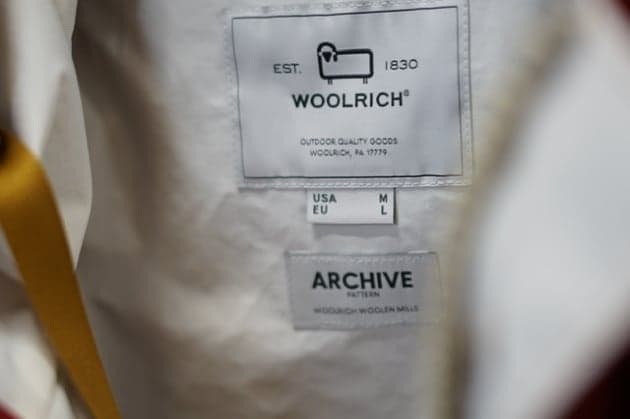 EST. 1830
WOOLRICH®
OUTDOOR QUALITY GOODS
WOOLRICH, PA 17779
USA M
EU L
ARCHIVE
PATTERN
WOOLRICH WOOLEN MILLS